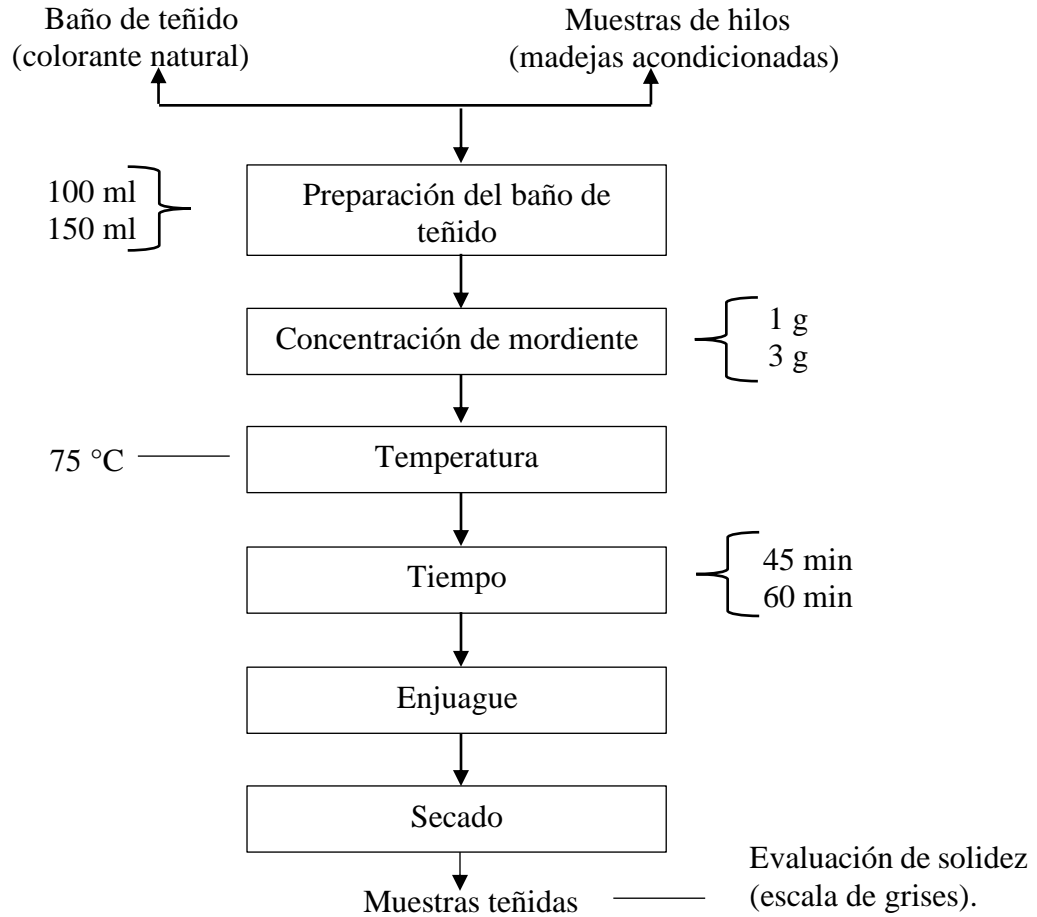 Baño de teñido
(colorante natural)
Muestras de hilos
(madejas acondicionadas)
100 ml
150 ml
Preparación del baño de
teñido
Concentración de mordiente
1 g
3 g
75 °C
Temperatura
Tiempo
45 min
60 min
Enjuague
Secado
Muestras teñidas
Evaluación de solidez
(escala de grises).